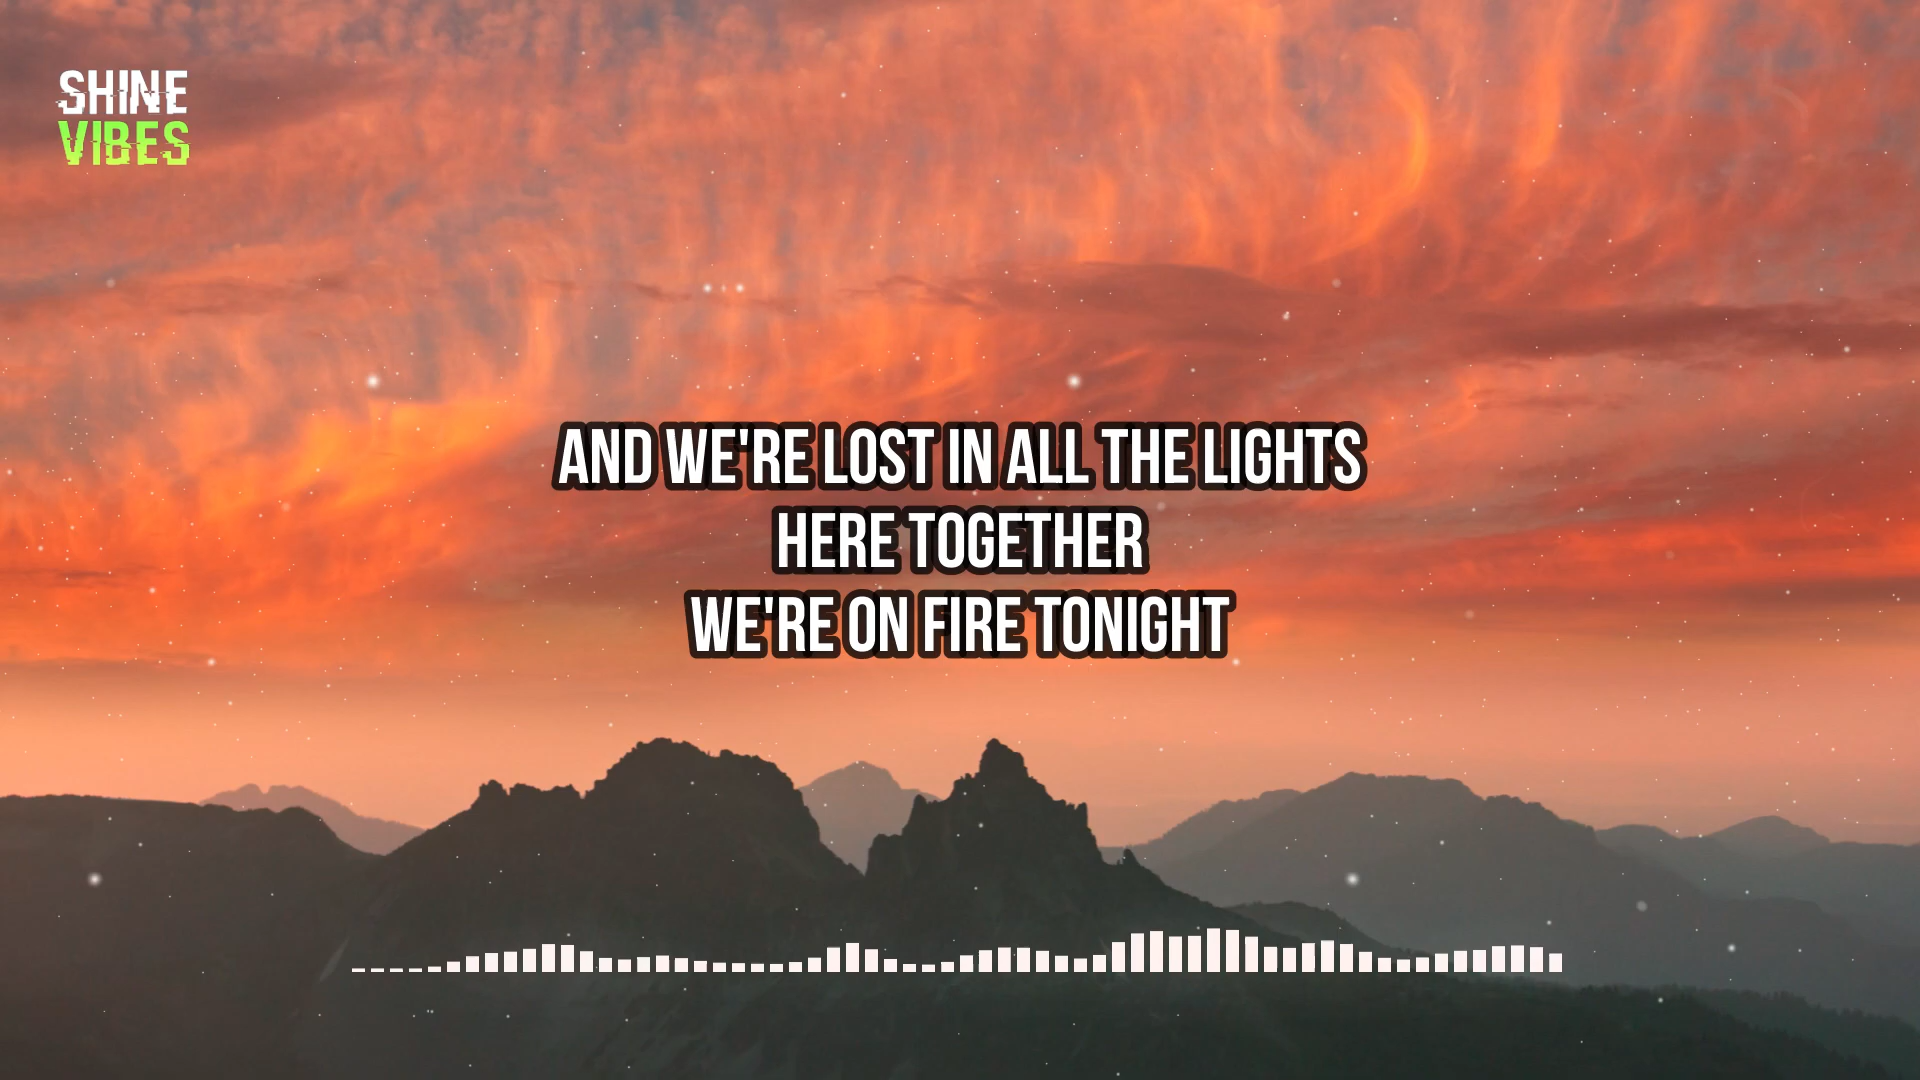 SHINE
VIBES
AND WE'RE LOST IN ALL THE LIGHTS
HERE TOGETHER
WE'RE ON FIRE TONIGHT